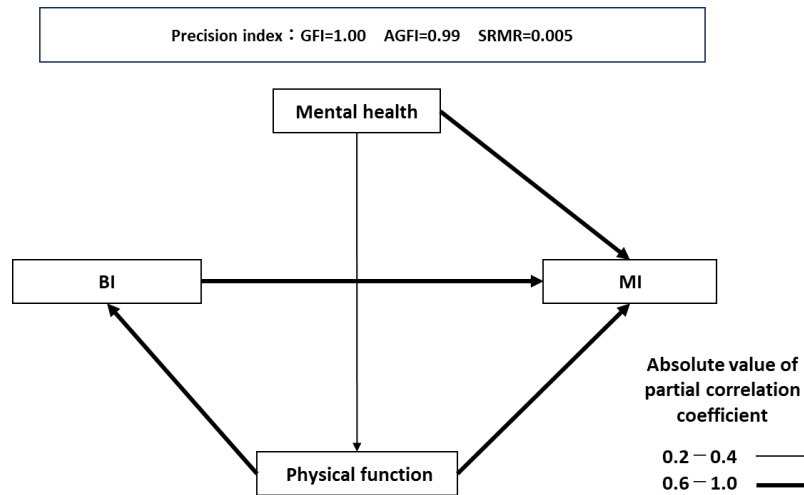 Precision index：GFI=1.00 AGFI=0.99 SRMR=0.005
Mental health
BI
MI
Physical function
Absolute value of
partial correlation
coefficient
0.2－0.4
0.6－1.0